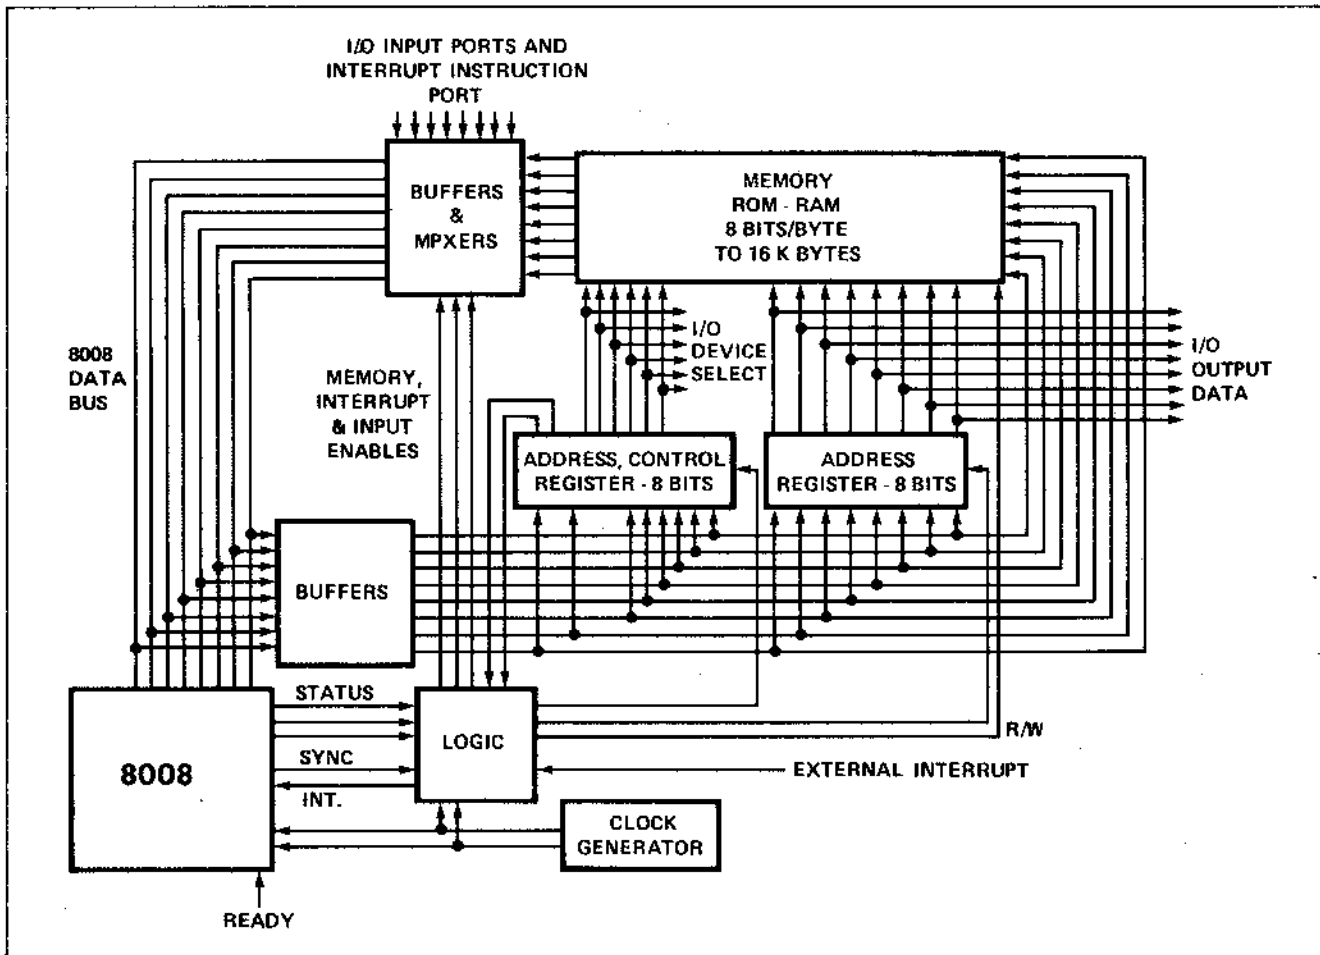 I/O INPUT PORTS AND
INTERRUPT INSTRUCTION
PORT
BUFFERS
&
MPXERS
MEMORY
ROM - RAM
8 BITS/BYTE
TO 16 K BYTES
8008
DATA
BUS
MEMORY,
INTERRUPT
& INPUT
ENABLES
I/O
DEVICE
SELECT
I/O
OUTPUT
DATA
ADDRESS, CONTROL
REGISTER - 8 BITS
ADDRESS
REGISTER - 8 BITS
BUFFERS
STATUS
LOGIC
R/W
8008
SYNC
INT.
EXTERNAL INTERRUPT
CLOCK
GENERATOR
READY